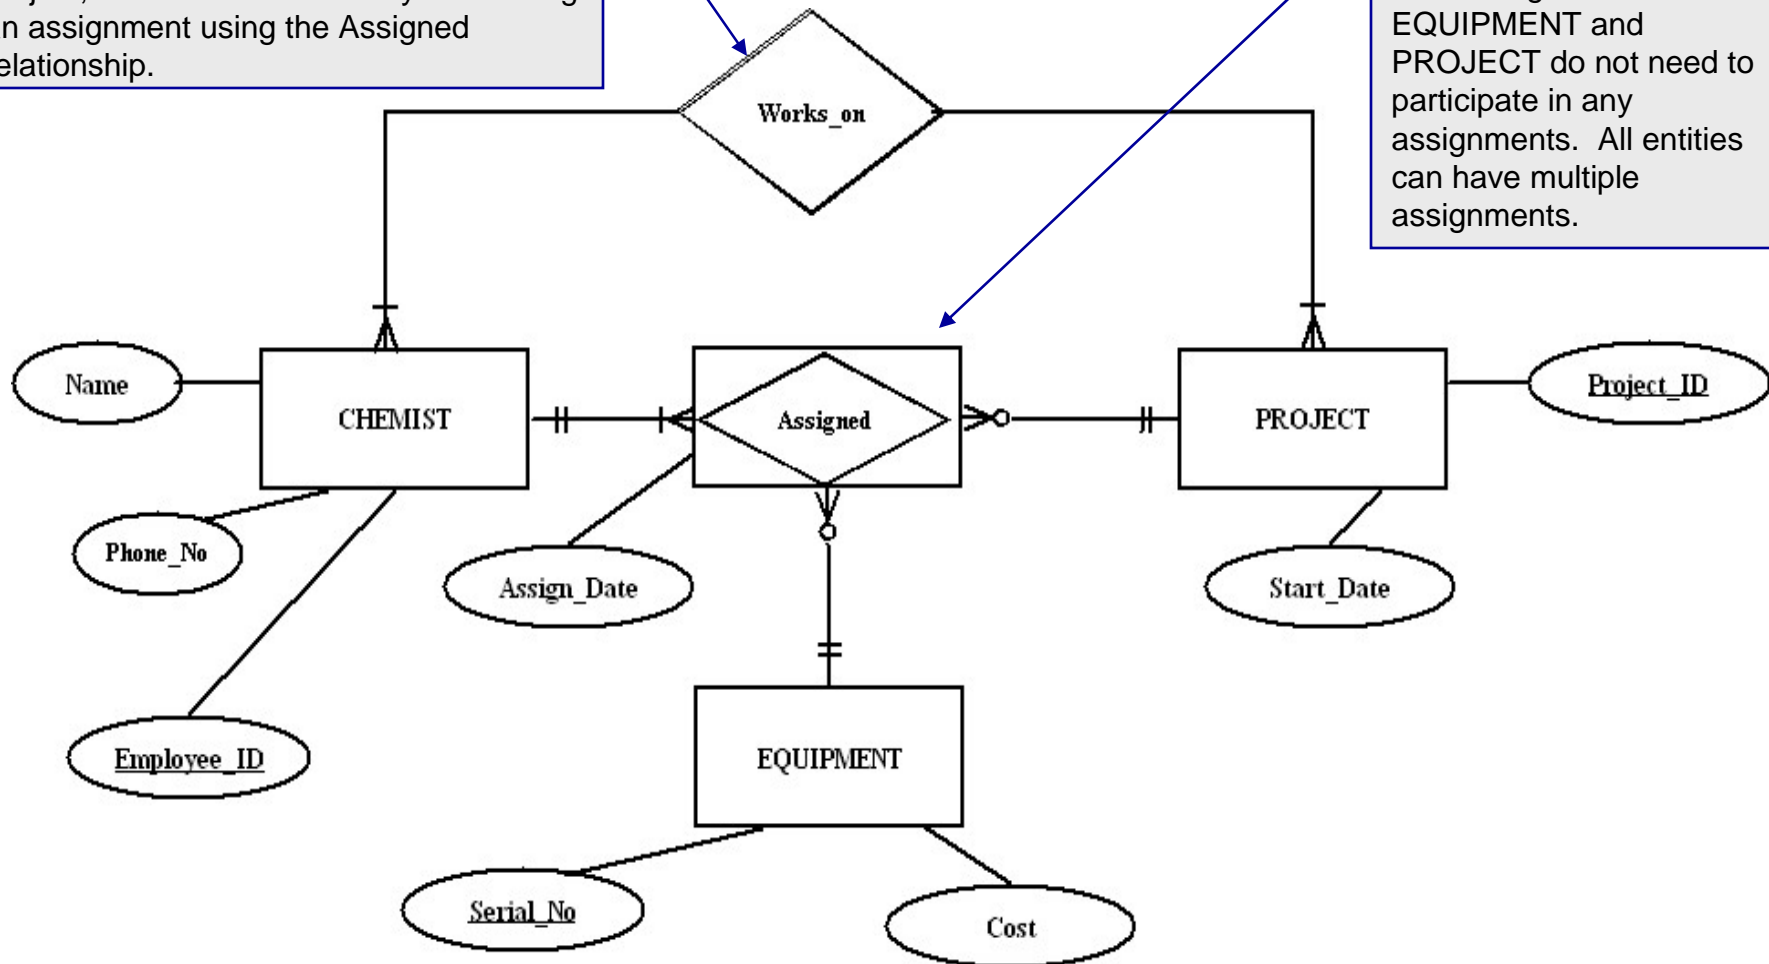 an assignment using the Assigned
relationship.
EQUIPMENT and
PROJECT do not need to
participate in any
assignments.  All entities
can have multiple
assignments.
Works_on
Name
CHEMIST
Assigned
PROJECT
Project_ID
Phone_No
Assign_Date
Start_Date
Employee_ID
EQUIPMENT
Serial_No
Cost